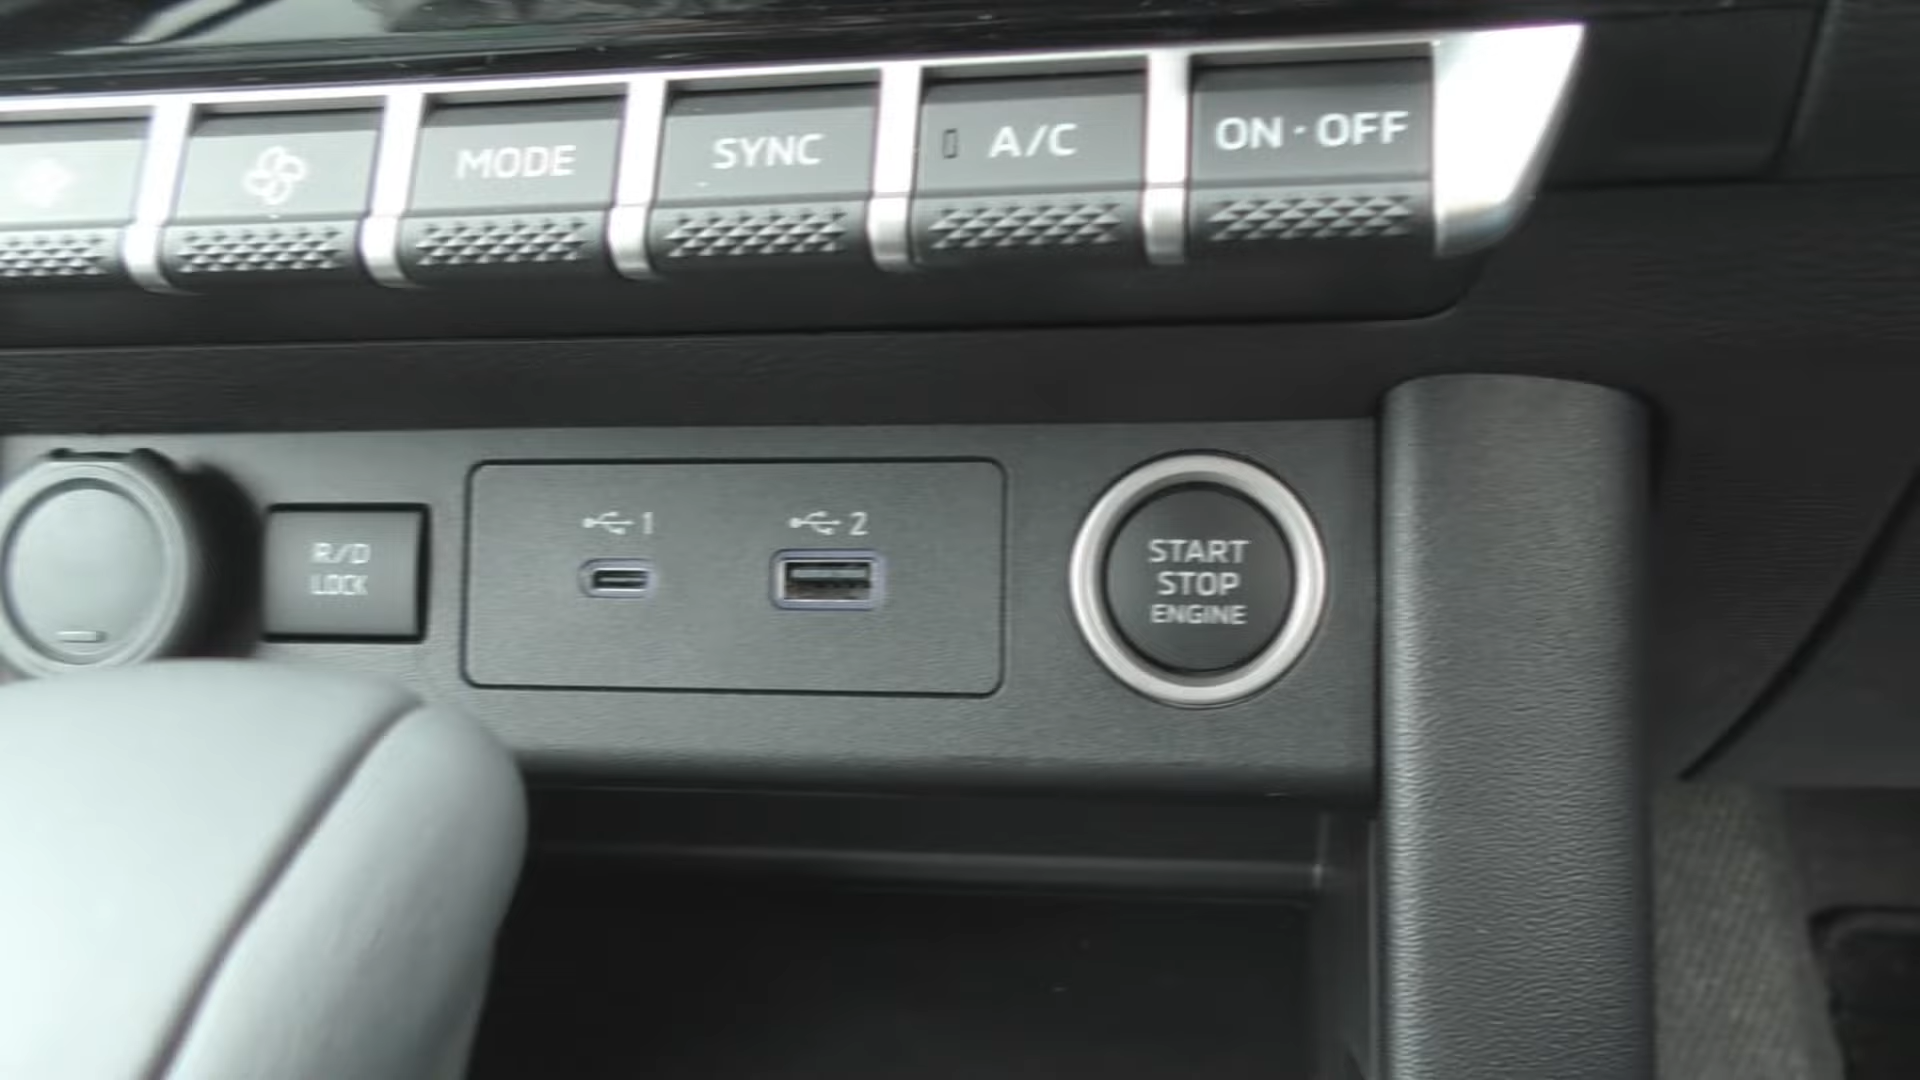 MODE
SYNC
A/C
ON·OFF
R/D
LOCK
1
2
START
STOP
ENGINE